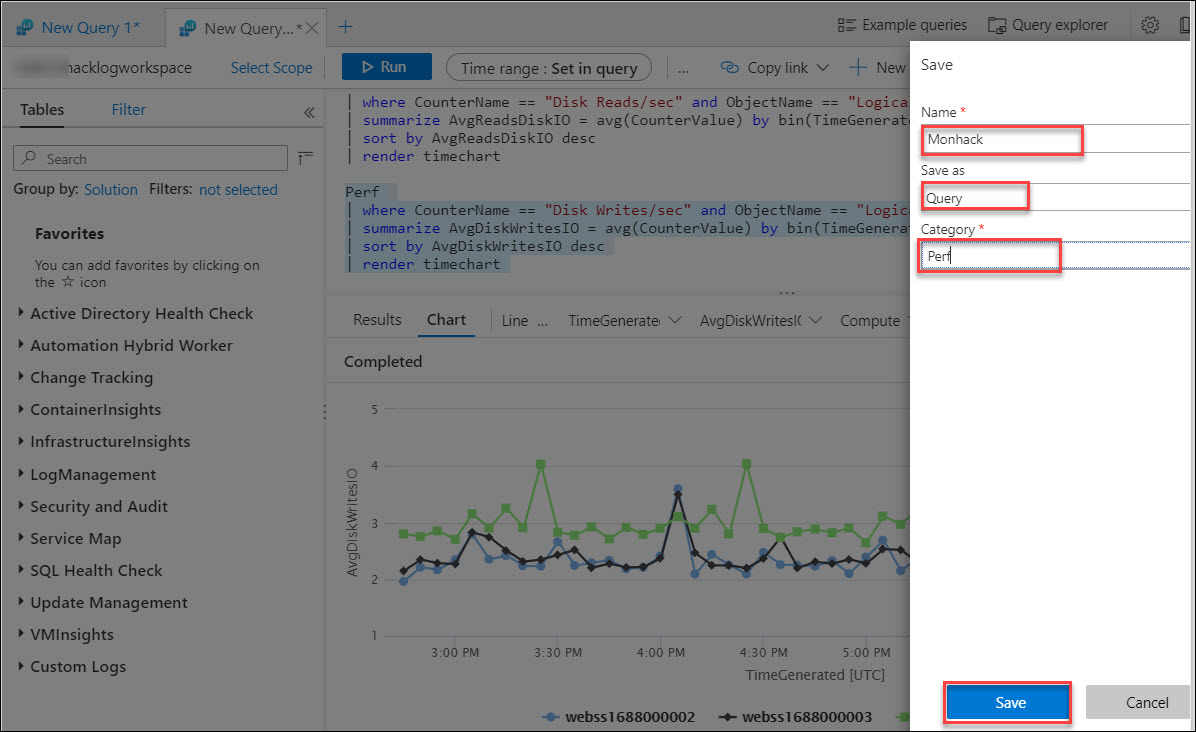 New Query 1*
New Query...*
Example queries
Query explorer
hacklogworkspace
Select Scope
Run
Time range : Set in query
...
Copy link
New
Tables
Filter
Search
Group by: Solution Filters: not selected
Favorites
You can add favorites by clicking on
the ☆ icon
Active Directory Health Check
Automation Hybrid Worker
Change Tracking
ContainerInsights
InfrastructureInsights
LogManagement
Security and Audit
Service Map
SQL Health Check
Update Management
VMInsights
Custom Logs
| where CounterName == "Disk Reads/sec" and ObjectName == "Logica
| summarize AvgReadsDiskIO = avg(CounterValue) by bin(TimeGenerat
| sort by AvgReadsDiskIO desc
| render timechart
Perf
| where CounterName == "Disk Writes/sec" and ObjectName == "Logic
| summarize AvgDiskWritesIO = avg(CounterValue) by bin(TimeGenera
| sort by AvgDiskWritesIO desc
| render timechart
...
Results
Chart
Line ...
TimeGenerate
AvgDiskWritesI
Compute
Completed
AvgDiskWritesIO
5
4
3
2
1
3:00 PM
3:30 PM
4:00 PM
4:30 PM
5:00 PM
TimeGenerated [UTC]
webss1688000002
webss1688000003
Save
Name *
Monhack
Save as
Query
Category *
Perf
Save
Cancel